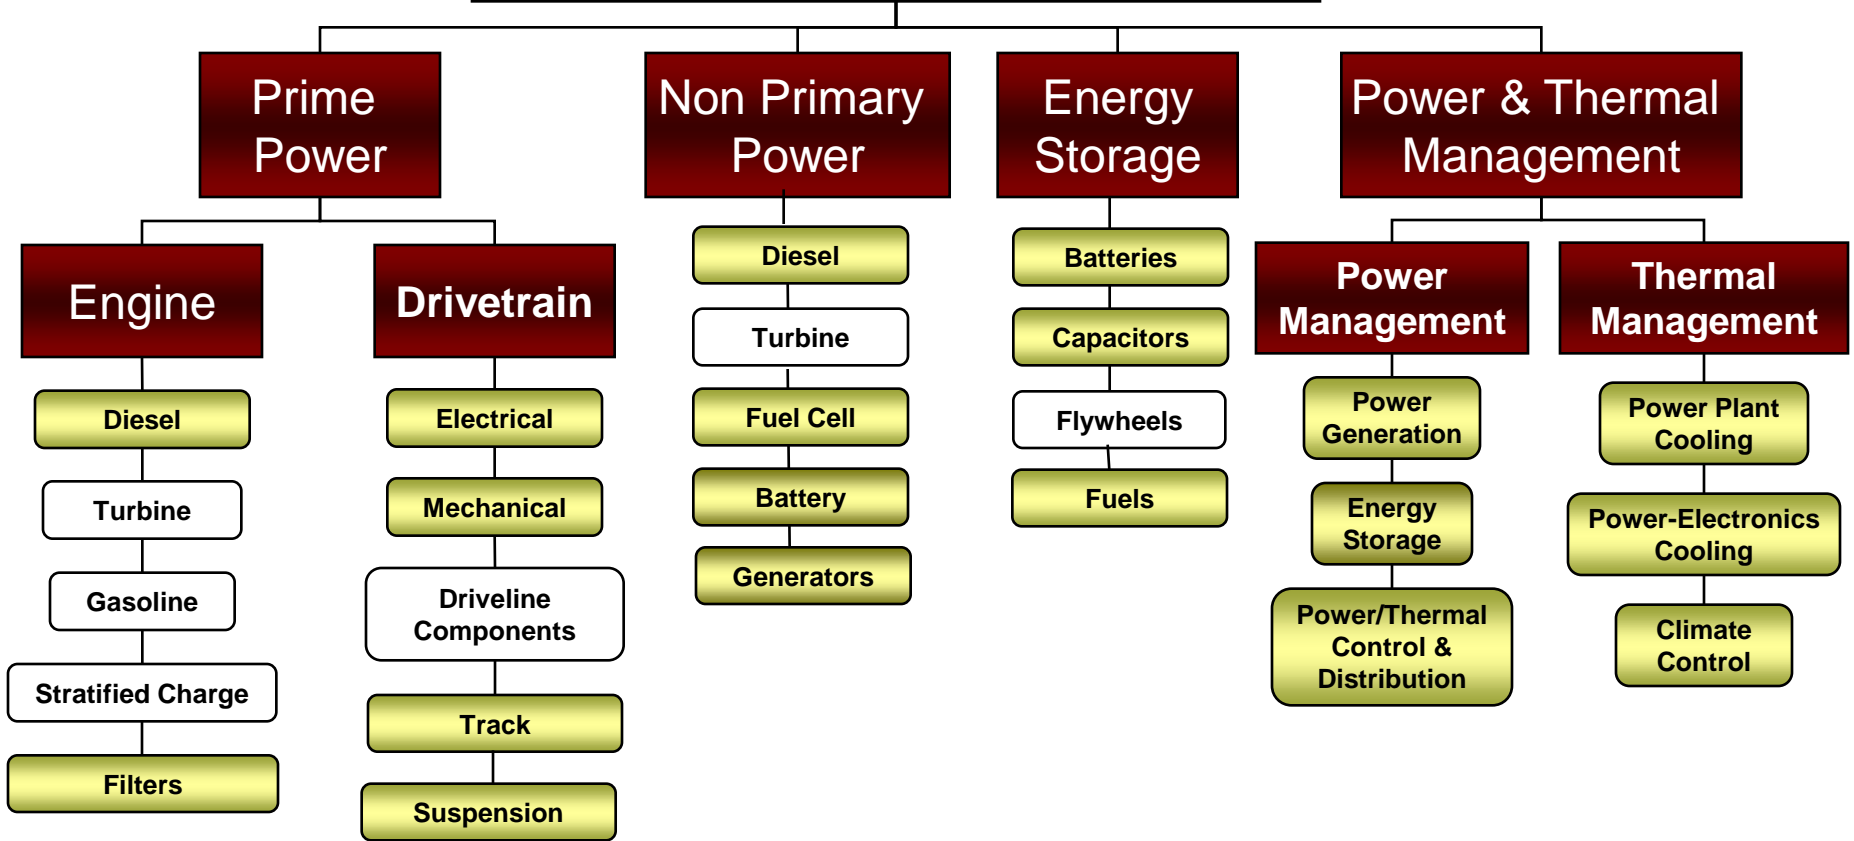 Prime
Power
Non Primary
Power
Energy
Storage
Power & Thermal
Management
Engine
Drivetrain
Diesel
Turbine
Gasoline
Stratified Charge
Filters
Electrical
Mechanical
Driveline
Components
Track
Suspension
Diesel
Turbine
Fuel Cell
Battery
Generators
Batteries
Capacitors
Flywheels
Fuels
Power
Management
Thermal
Management
Power
Generation
Energy
Storage
Power/Thermal
Control &
Distribution
Power Plant
Cooling
Power-Electronics
Cooling
Climate
Control